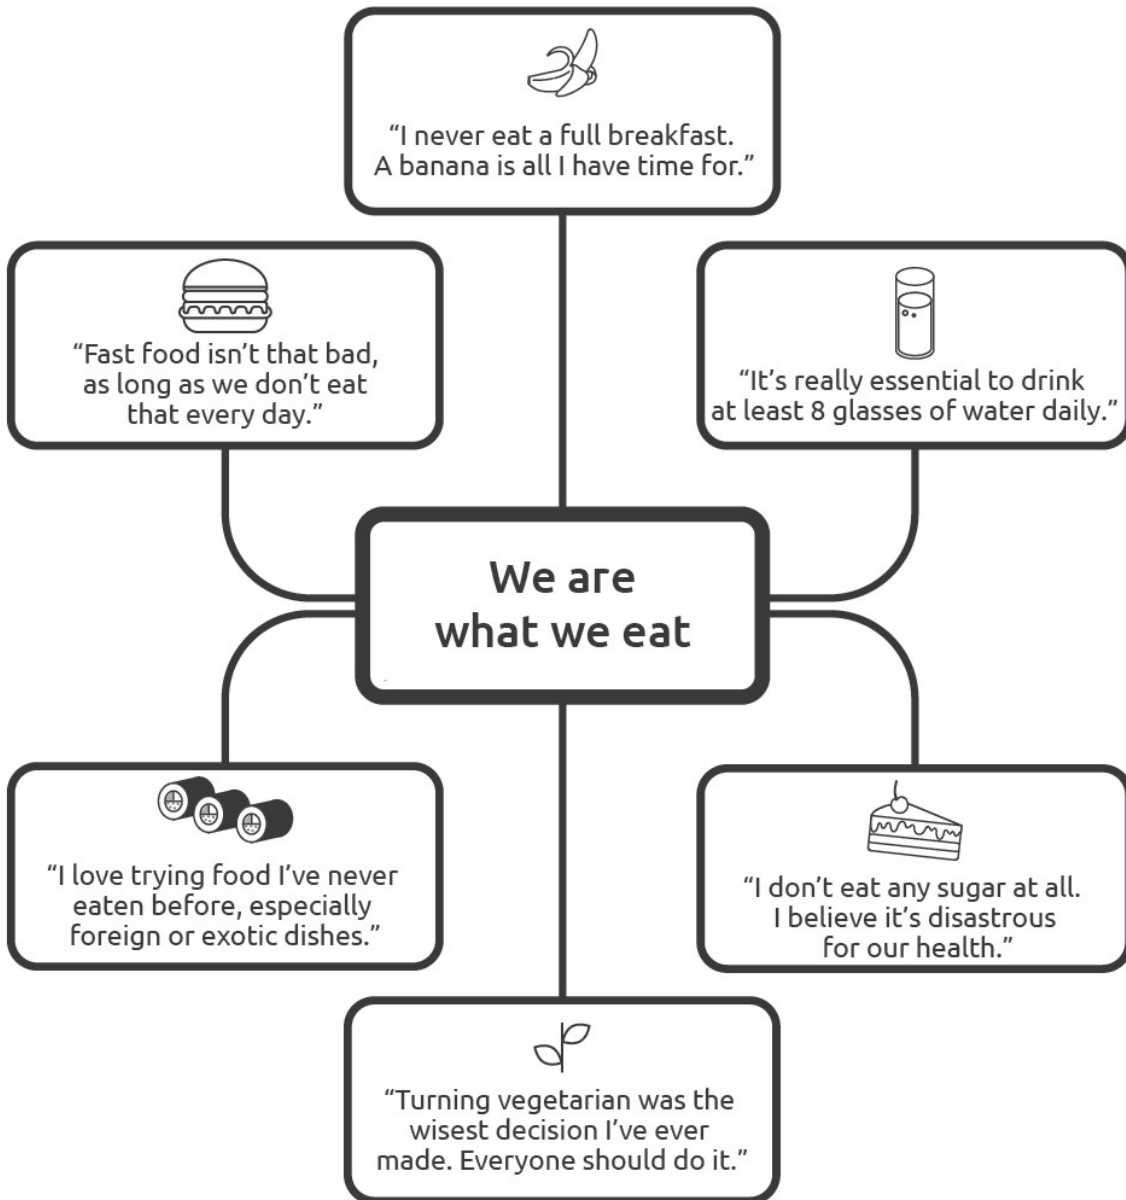 “I never eat a full breakfast.
A banana is all I have time for.”
“Fast food isn’t that bad,
as long as we don’t eat
that every day.”
“It’s really essential to drink
at least 8 glasses of water daily.”
We are
what we eat
“I love trying food I’ve never
eaten before, especially
foreign or exotic dishes.”
“I don’t eat any sugar at all.
I believe it’s disastrous
for our health.”
“Turning vegetarian was the
wisest decision I’ve ever
made. Everyone should do it.”